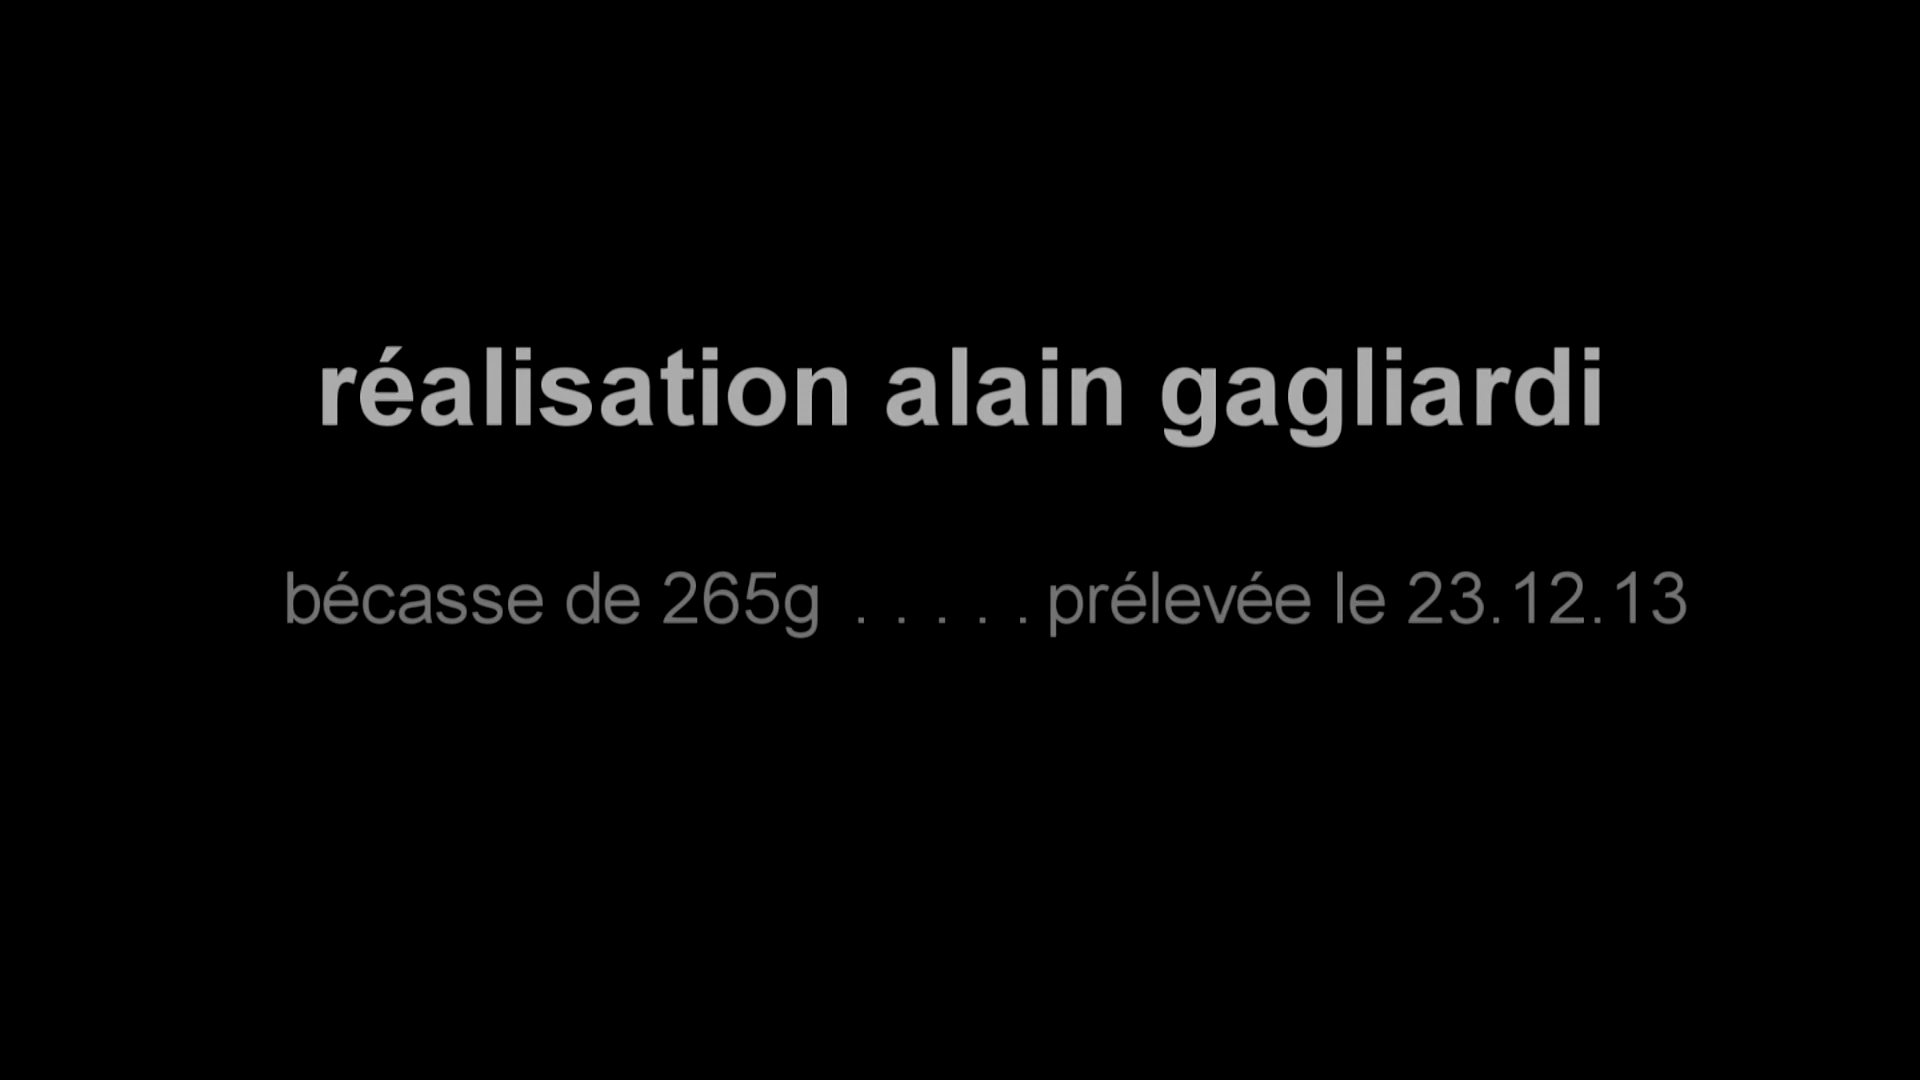 réalisation alain gagliardi
bécasse de 265g . . . . . prélevée le 23.12.13